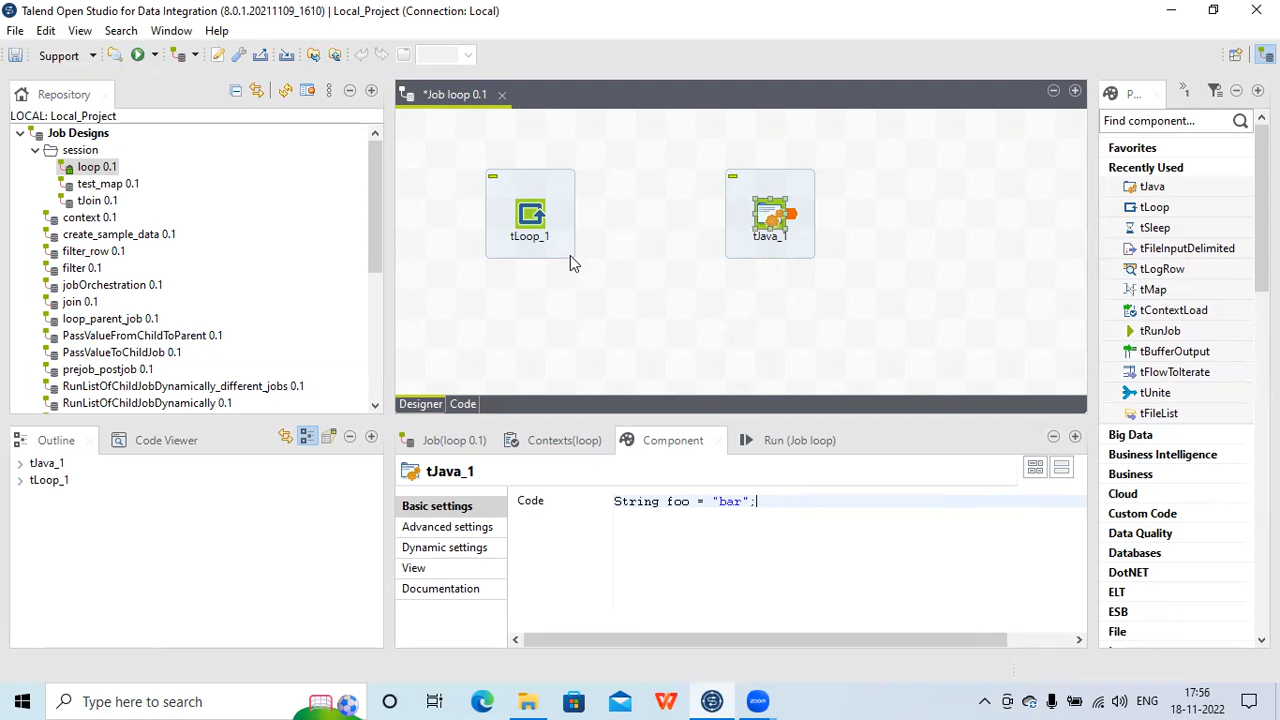 Talend Open Studio for Data Integration (8.0.1.20211109_1610) | Local_Project (Connection: Local)
File Edit View Search Window Help
Support
Repository
LOCAL: Local_Project
Job Designs
session
loop 0.1
test_map 0.1
tJoin 0.1
context 0.1
create_sample_data 0.1
filter_row 0.1
filter 0.1
jobOrchestration 0.1
join 0.1
loop_parent_job 0.1
PassValueFromChildToParent 0.1
PassValueToChildJob 0.1
prejob_postjob 0.1
RunListOfChildJobDynamically_different_jobs 0.1
RunListOfChildJobDynamically 0.1
*Job loop 0.1
tLoop_1
tJava_1
Designer Code
P...
1
Find component...
Favorites
Recently Used
tJava
tLoop
tSleep
tFileInputDelimited
tLogRow
tMap
tContextLoad
tRunJob
tBufferOutput
tFlowToIterate
tUnite
tFileList
Big Data
Business Intelligence
Business
Cloud
Custom Code
Data Quality
Databases
DotNET
ELT
ESB
File
Outline Code Viewer
tJava_1
tLoop_1
Job(loop 0.1) Contexts(loop) Component Run (Job loop)
tJava_1
Basic settings
Advanced settings
Dynamic settings
View
Documentation
Code
String foo = "bar";
Type here to search
zoom
ENG
17:56
18-11-2022